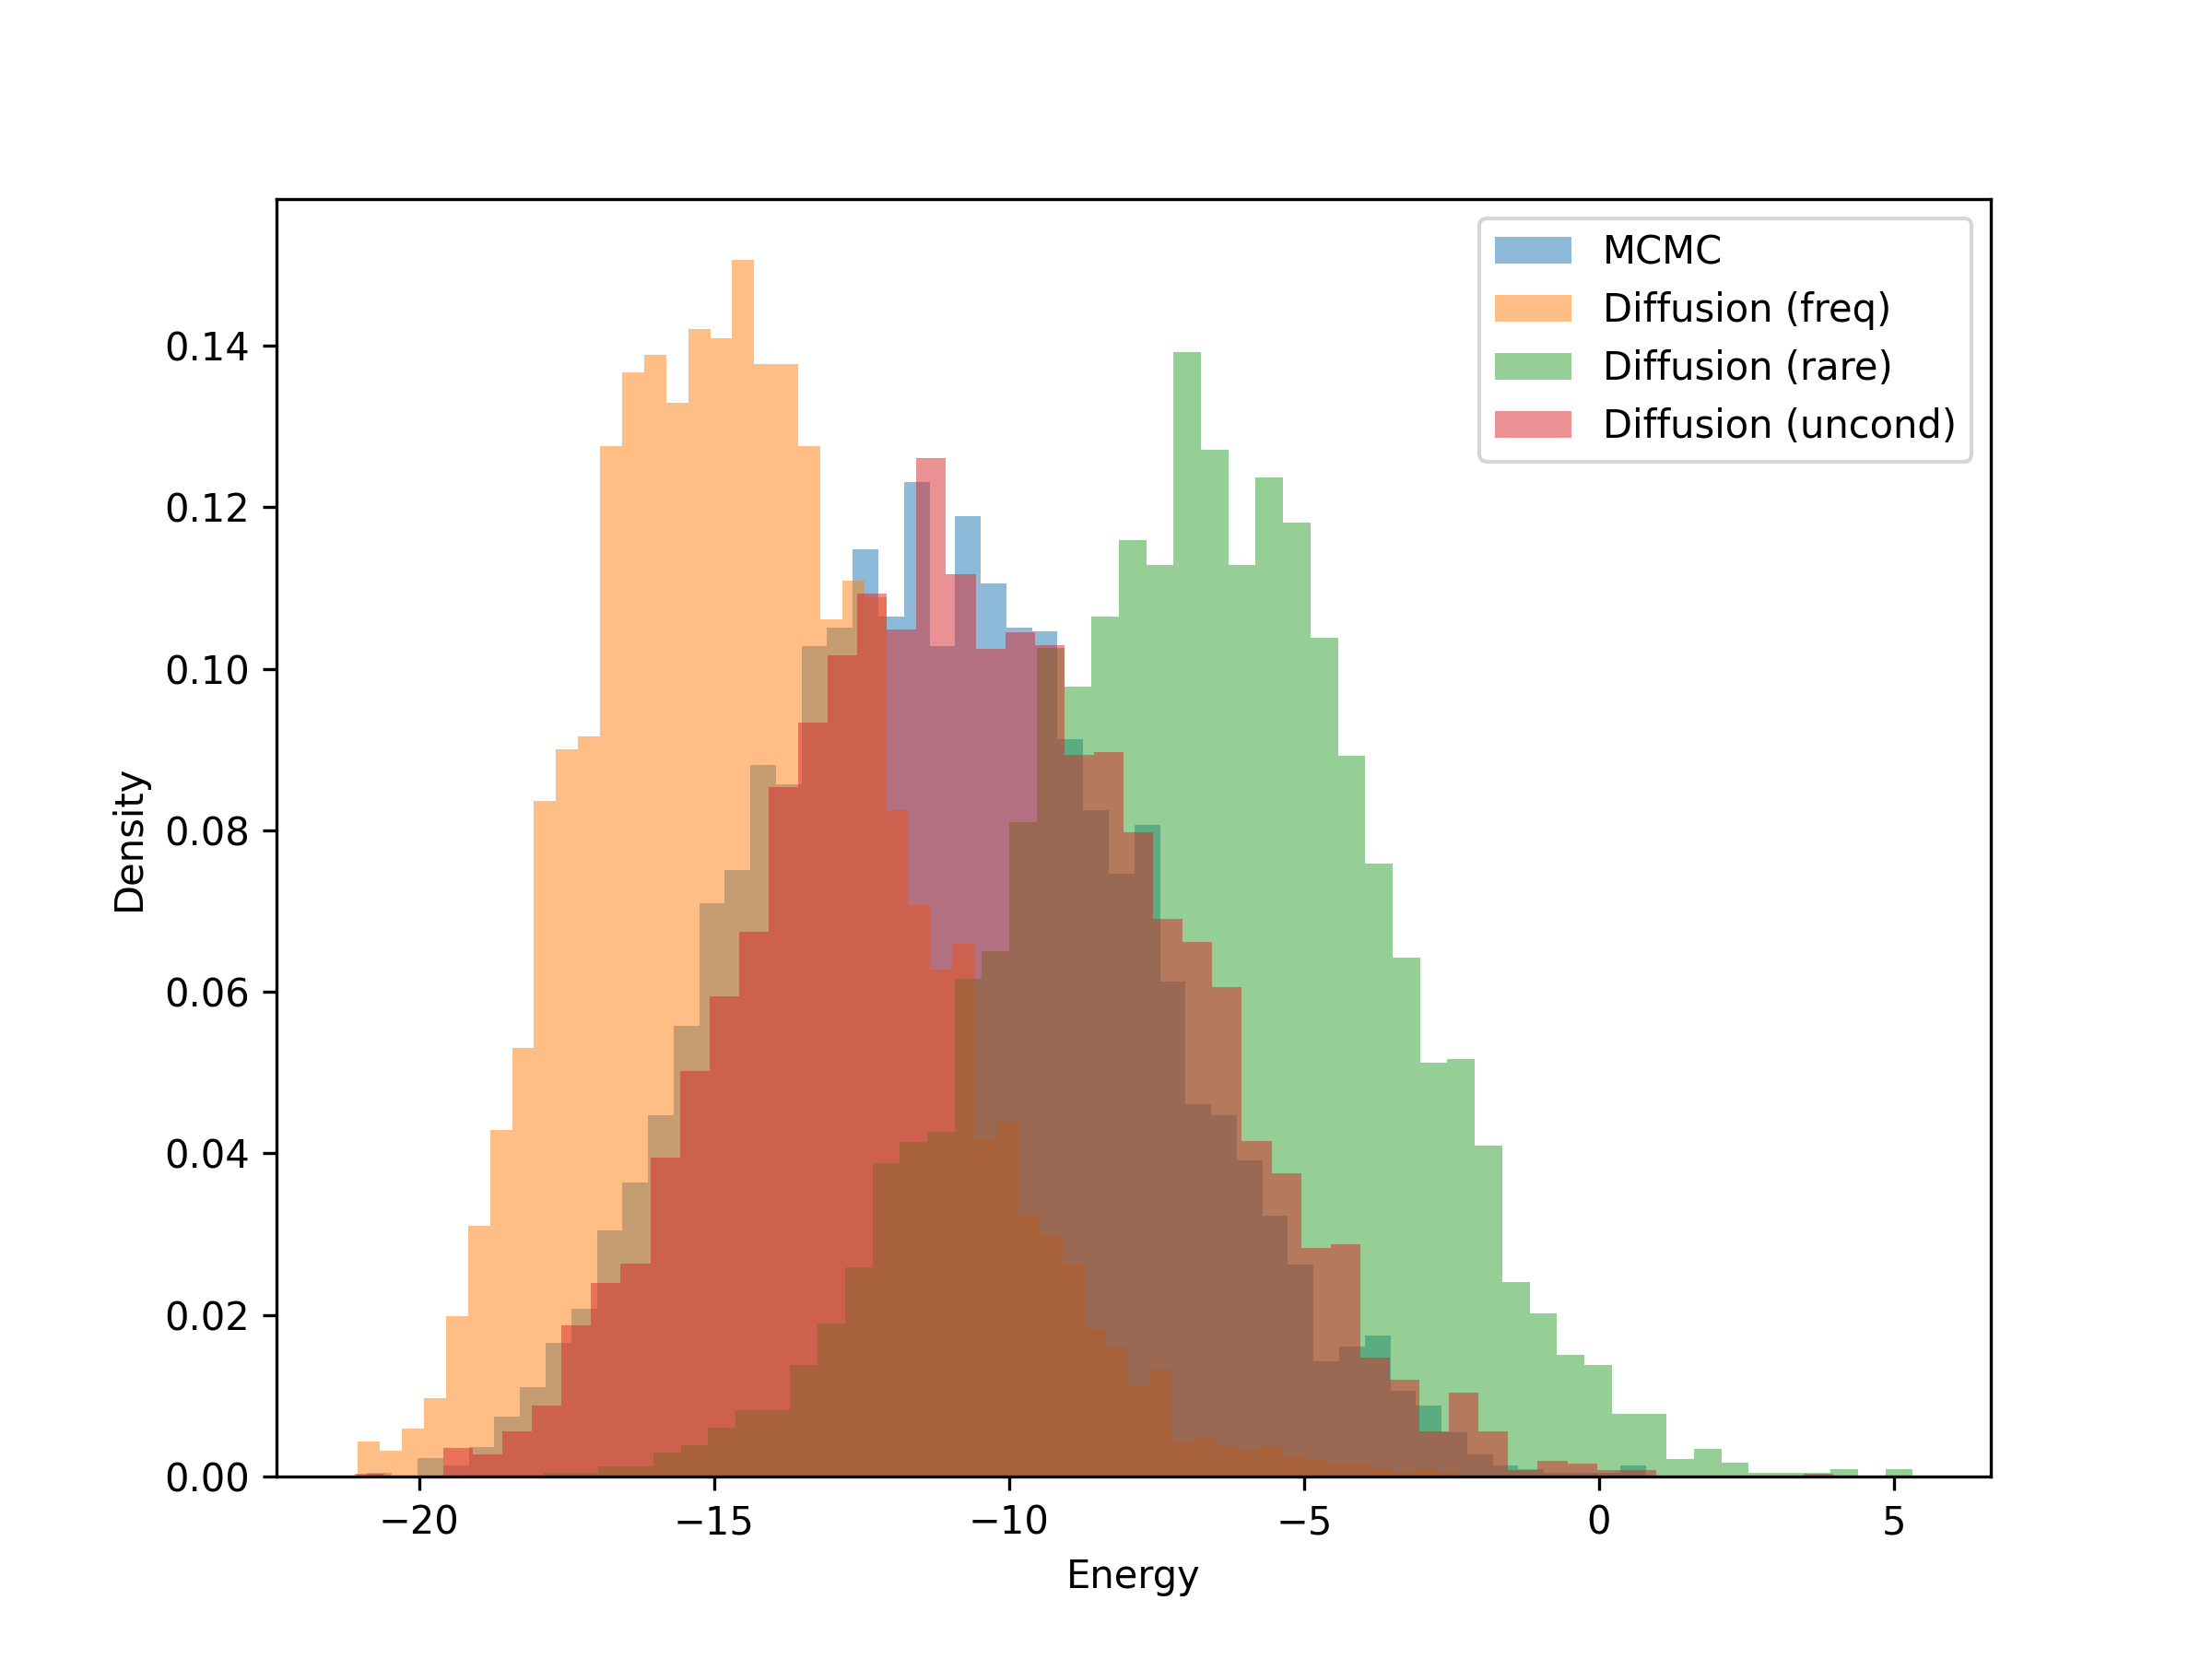 MCMC
Diffusion (freq)
Diffusion (rare)
Diffusion (uncond)
0.14
0.12
0.10
0.08
0.06
0.04
0.02
0.00
Density
−20 −15 −10 −5 0 5
Energy